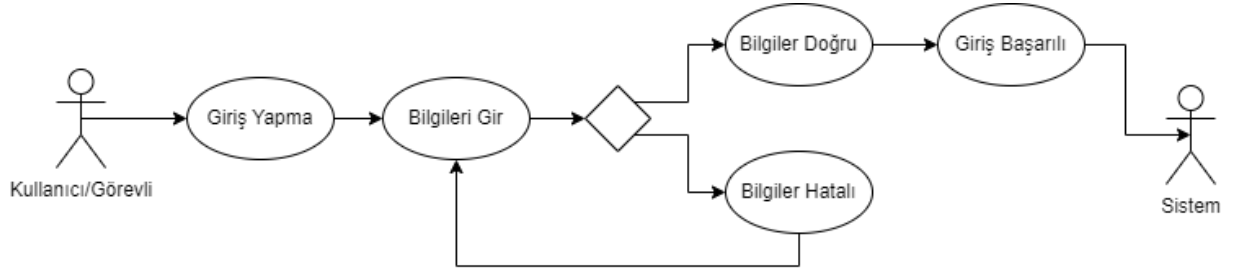 Bilgiler Doğru
Giriş Başarılı
Giriş Yapma
Bilgileri Gir
Kullanıcı/Görevli
Bilgiler Hatalı
Sistem